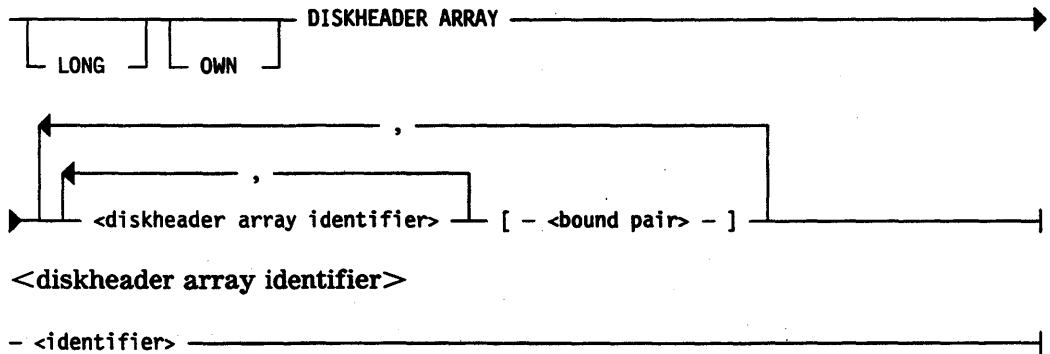 DISKHEADER ARRAY
LONG OWN
,
,
<diskheader array identifier> [ - <bound pair> - ]
<diskheader array identifier>
- <identifier>